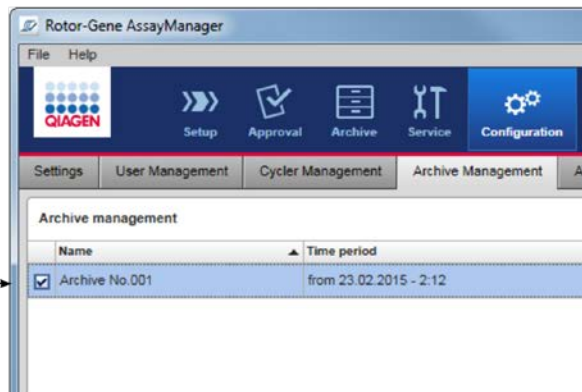 Rotor-Gene AssayManager
File Help
QIAGEN
Setup Approval Archive Service Configuration
Settings User Management Cycler Management Archive Management A
Archive management
Name Time period
Archive No.001 from 23.02.2015 - 2:12